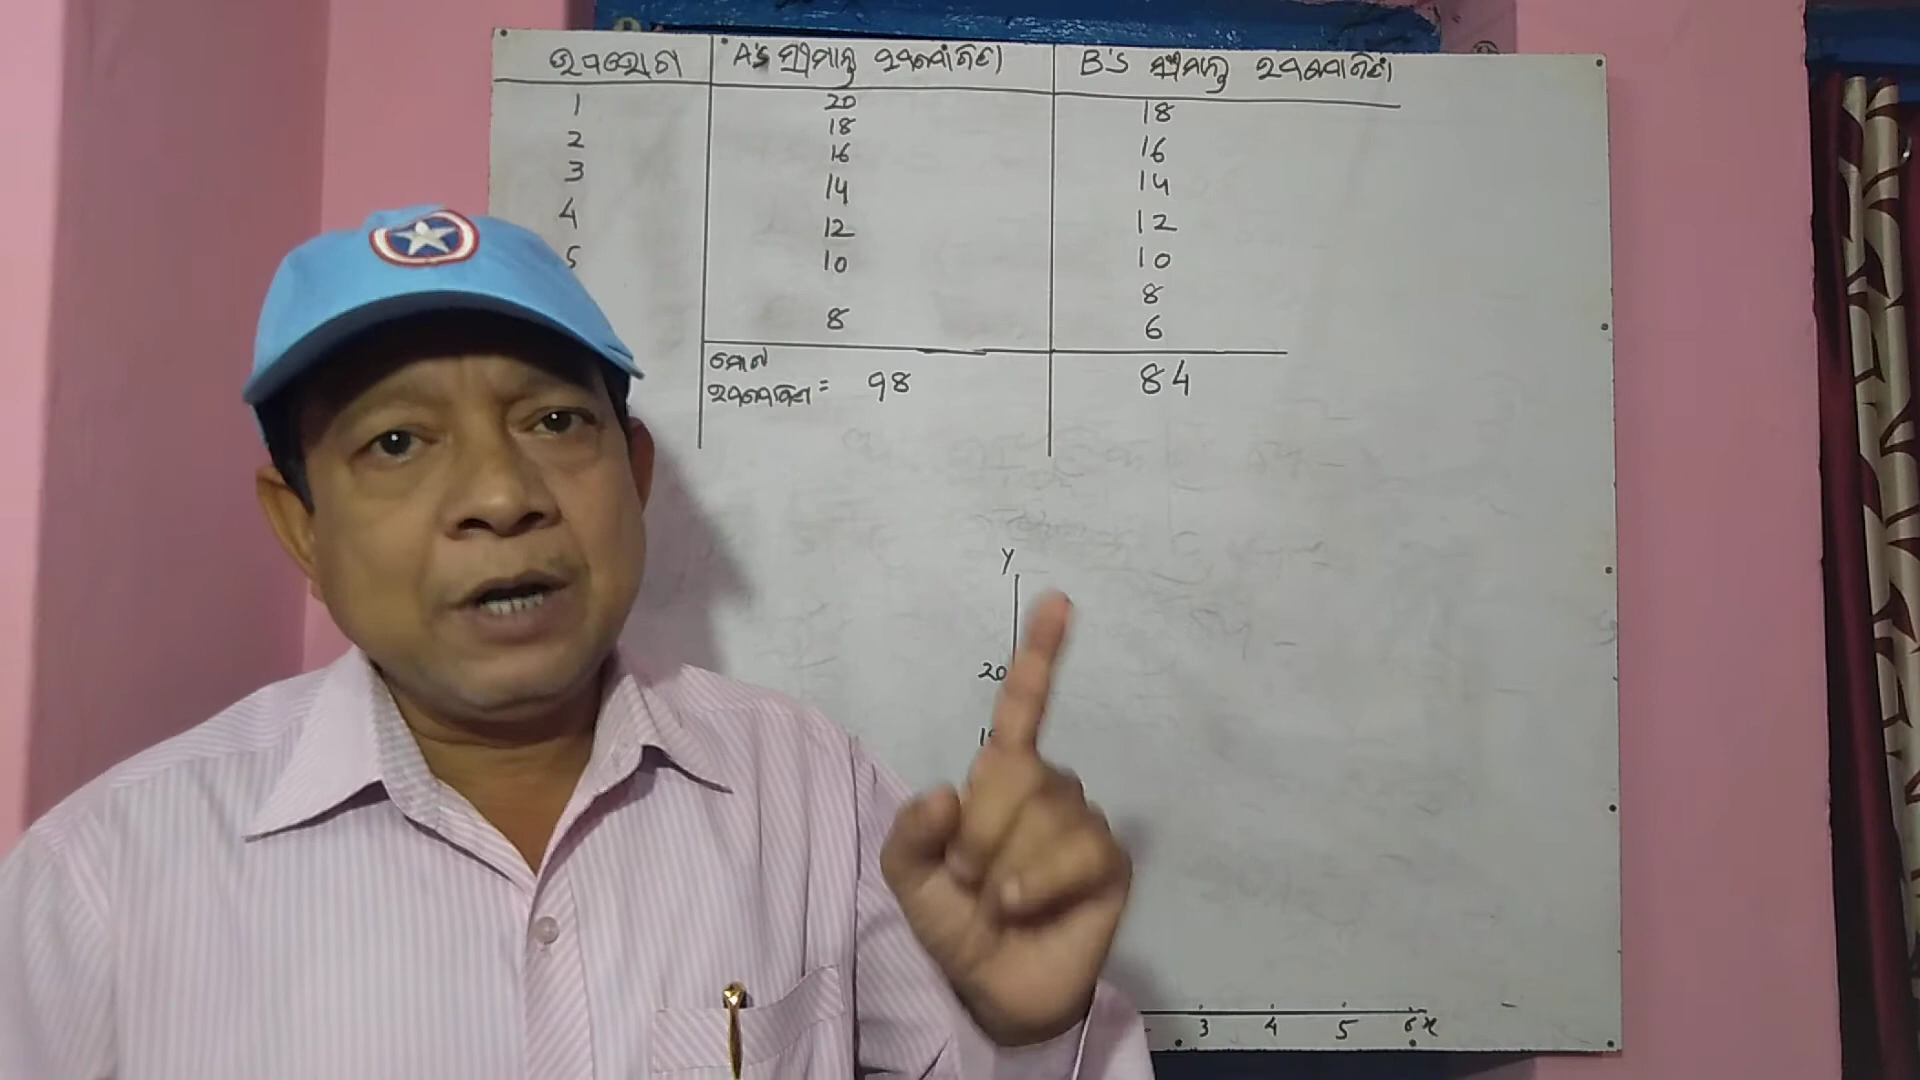 ଉପଭୋଗ A's ସୀମାନ୍ତ ଉପଯୋଗିତା B'S ସୀମାନ୍ତ ଉପଯୋଗିତା
1 20 18
2 18 16
3 16 14
4 14 12
5 12 10
10 8
8 6
ମୋଟ
ଉପଯୋଗିତା = 98 84
Y
20
3 4 5 6 x